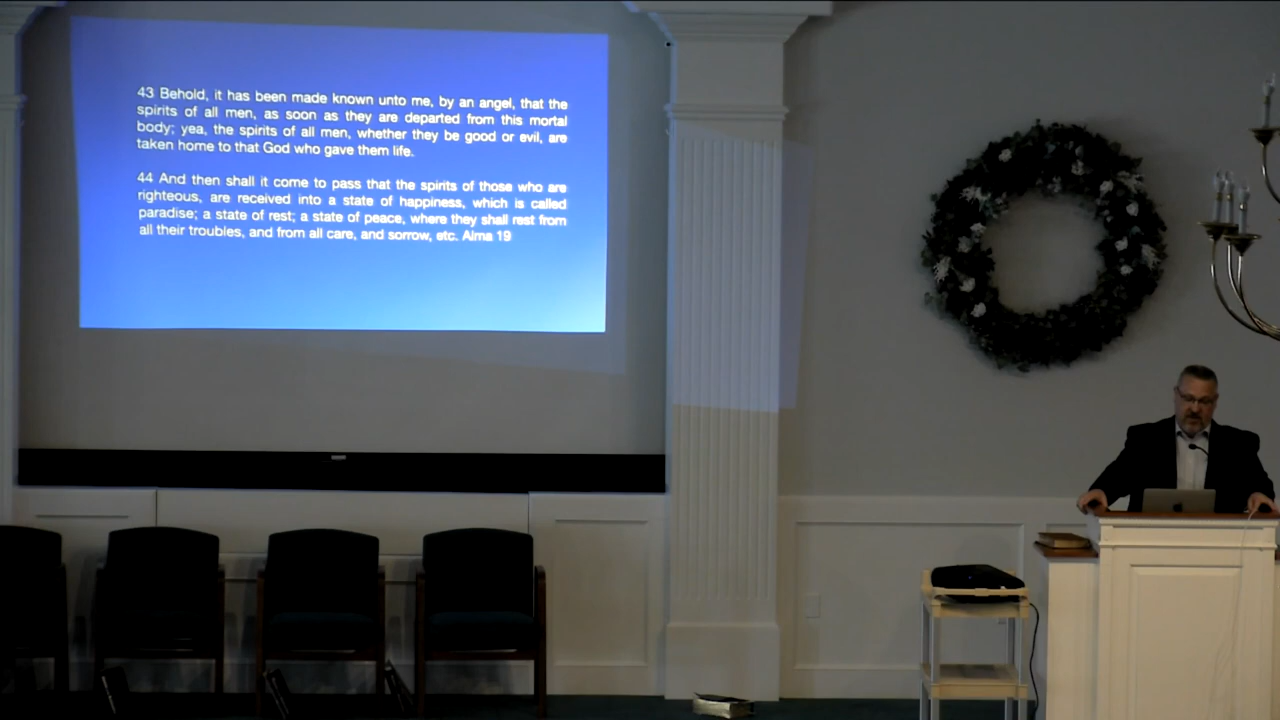 43 Behold, it has been made known unto me, by an angel, that the
spirits of all men, as soon as they are departed from this mortal
body; yea, the spirits of all men, whether they be good or evil, are
taken home to that God who gave them life.
44 And then shall it come to pass that the spirits of those who are
righteous, are received into a state of happiness, which is called
paradise; a state of rest; a state of peace, where they shall rest from
all their troubles, and from all care, and sorrow, etc. Alma 19